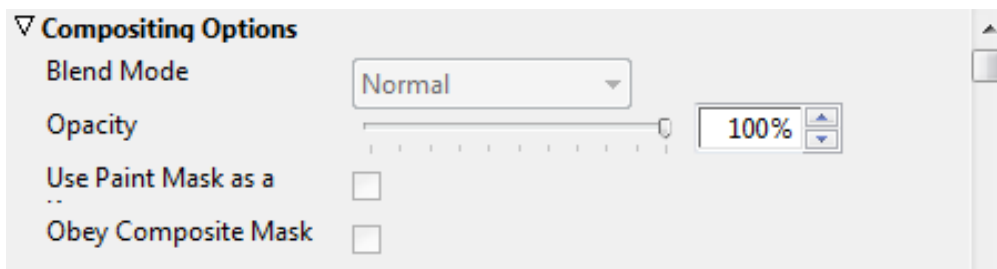 Compositing Options
Blend Mode
Normal
Opacity
100%
Use Paint Mask as a
Obey Composite Mask